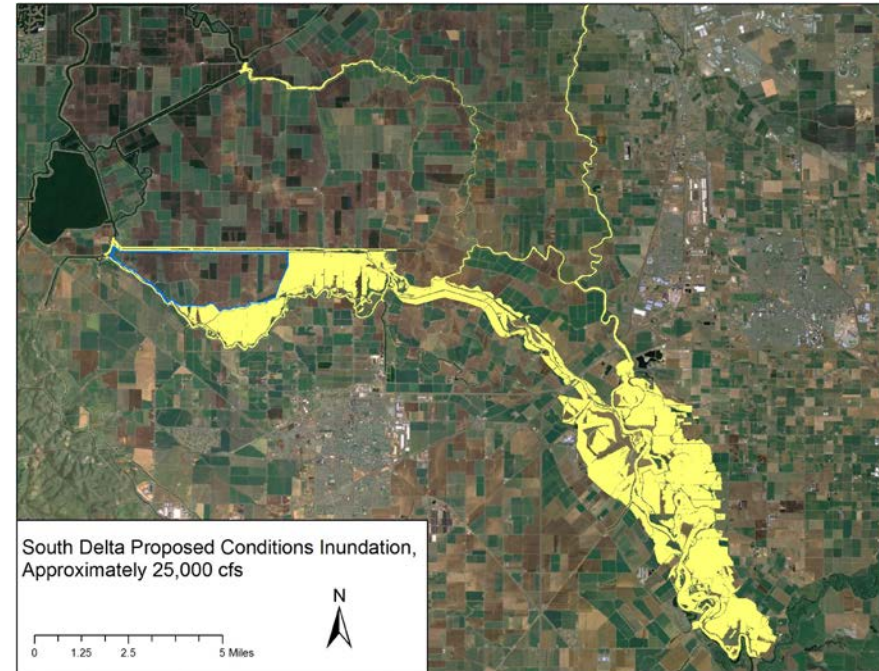 South Delta Proposed Conditions Inundation,
Approximately 25,000 cfs
N
0 1.25 2.5 5 Miles